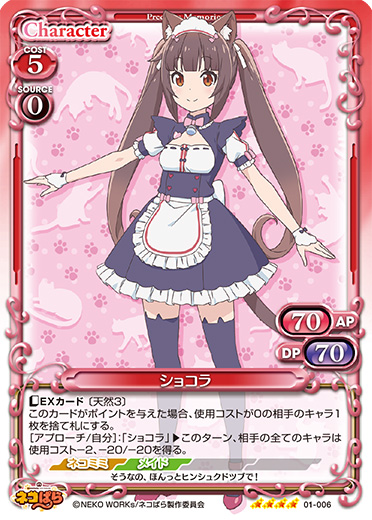 Precious Memories
Character
COST
5
SOURCE
0
70 AP
DP 70
ショコラ
EXカード [天然3]
このカードがポイントを与えた場合、使用コストが0の相手のキャラ1
枚を捨て札にする。
[アプローチ/自分]:「ショコラ」▶このターン、相手の全てのキャラは
使用コスト−2、−20/−20を得る。
ネコミミ メイド
そうなの、ほんっとヒンシュクドツブで!
ネコぱら
©NEKO WORKs/ネコぱら製作委員会
01-006